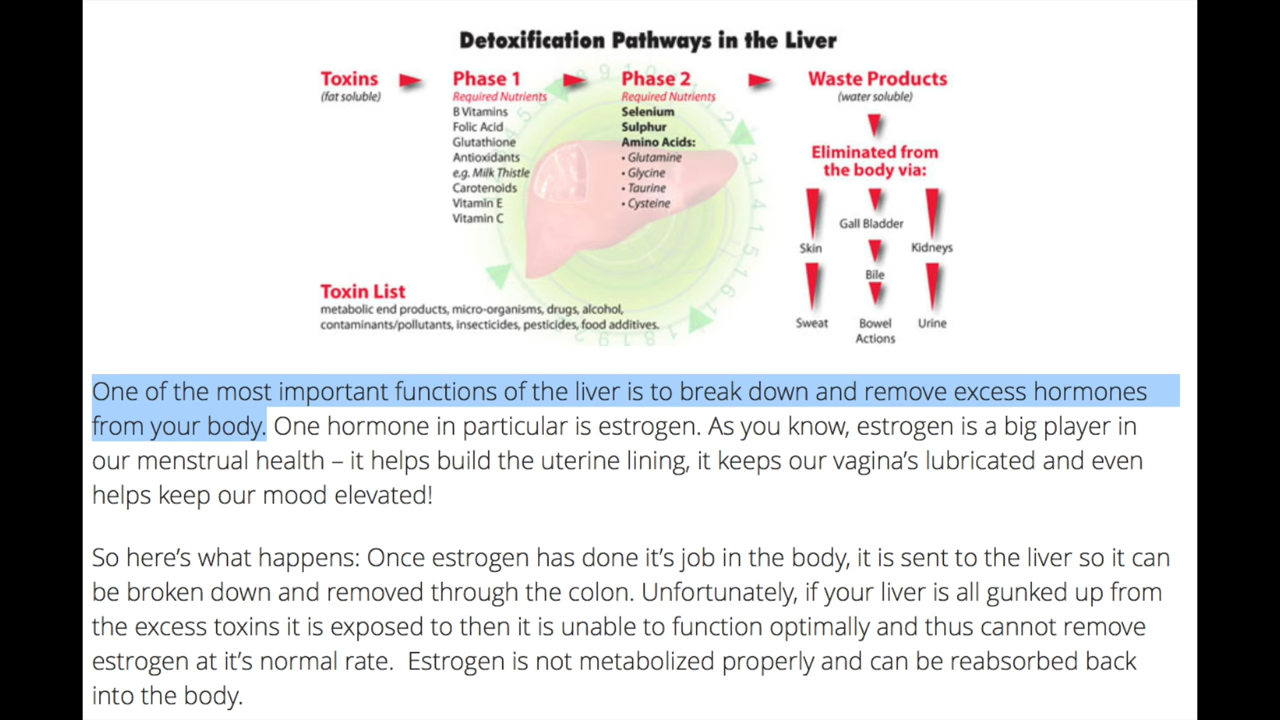 Detoxification Pathways in the Liver
Toxins
(fat soluble)
Phase 1
Required Nutrients
B Vitamins
Folic Acid
Glutathione
Antioxidants
e.g. Milk Thistle
Carotenoids
Vitamin E
Vitamin C
Phase 2
Required Nutrients
Selenium
Sulphur
Amino Acids:
• Glutamine
• Glycine
• Taurine
• Cysteine
Waste Products
(water soluble)
Eliminated from
the body via:
Skin
Sweat
Gall Bladder
Bile
Bowel
Actions
Kidneys
Urine
Toxin List
metabolic end products, micro-organisms, drugs, alcohol,
contaminants/pollutants, insecticides, pesticides, food additives.
One of the most important functions of the liver is to break down and remove excess hormones
from your body. One hormone in particular is estrogen. As you know, estrogen is a big player in
our menstrual health – it helps build the uterine lining, it keeps our vagina’s lubricated and even
helps keep our mood elevated!
So here’s what happens: Once estrogen has done it’s job in the body, it is sent to the liver so it can
be broken down and removed through the colon. Unfortunately, if your liver is all gunked up from
the excess toxins it is exposed to then it is unable to function optimally and thus cannot remove
estrogen at it’s normal rate. Estrogen is not metabolized properly and can be reabsorbed back
into the body.